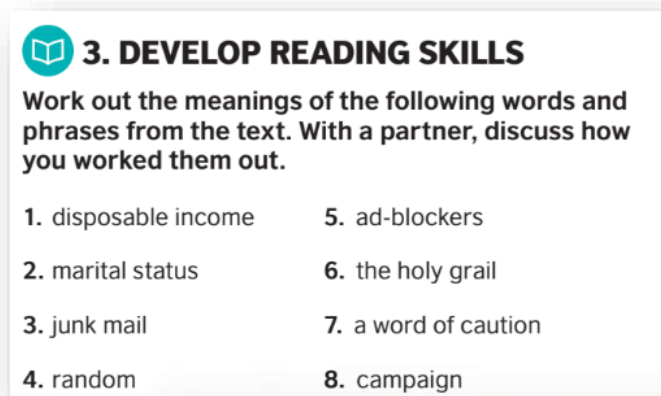 3. DEVELOP READING SKILLS
Work out the meanings of the following words and
phrases from the text. With a partner, discuss how
you worked them out.
1. disposable income
2. marital status
3. junk mail
4. random
5. ad-blockers
6. the holy grail
7. a word of caution
8. campaign